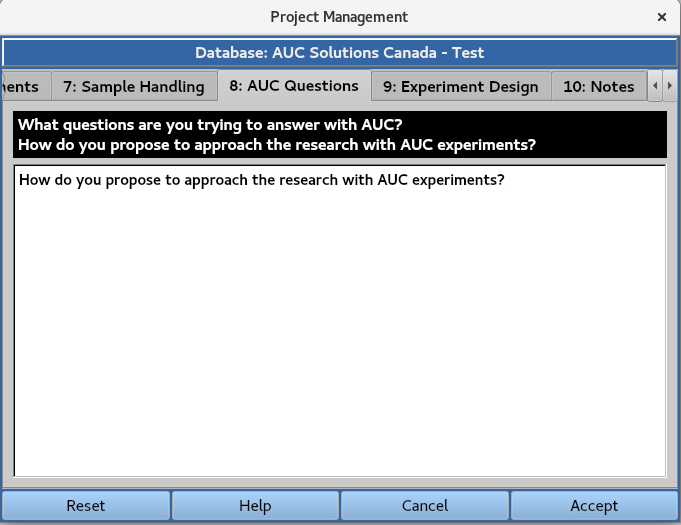 Project Management
Database: AUC Solutions Canada - Test
nents 7: Sample Handling 8: AUC Questions 9: Experiment Design 10: Notes
What questions are you trying to answer with AUC?
How do you propose to approach the research with AUC experiments?
How do you propose to approach the research with AUC experiments?
Reset Help Cancel Accept